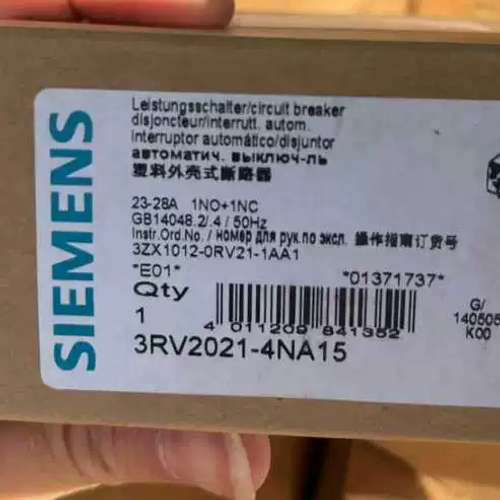 SIEMENS
Leistungsschalter/circuit breaker
disjoncteur/interrutt. autom.
interruptor automático/disjuntor
автоматич. выключ-ль
塑料外壳式断路器
23-28A 1NO+1NC
GB14048.2/.4 / 50Hz
Instr.Ord.No. / номер для рук.по эксп. 操作指南订货号
3ZX1012-0RV21-1AA1
*E01* *01371737*
Qty
1
4 011209 841352
G/
140505
K00
3RV2021-4NA15